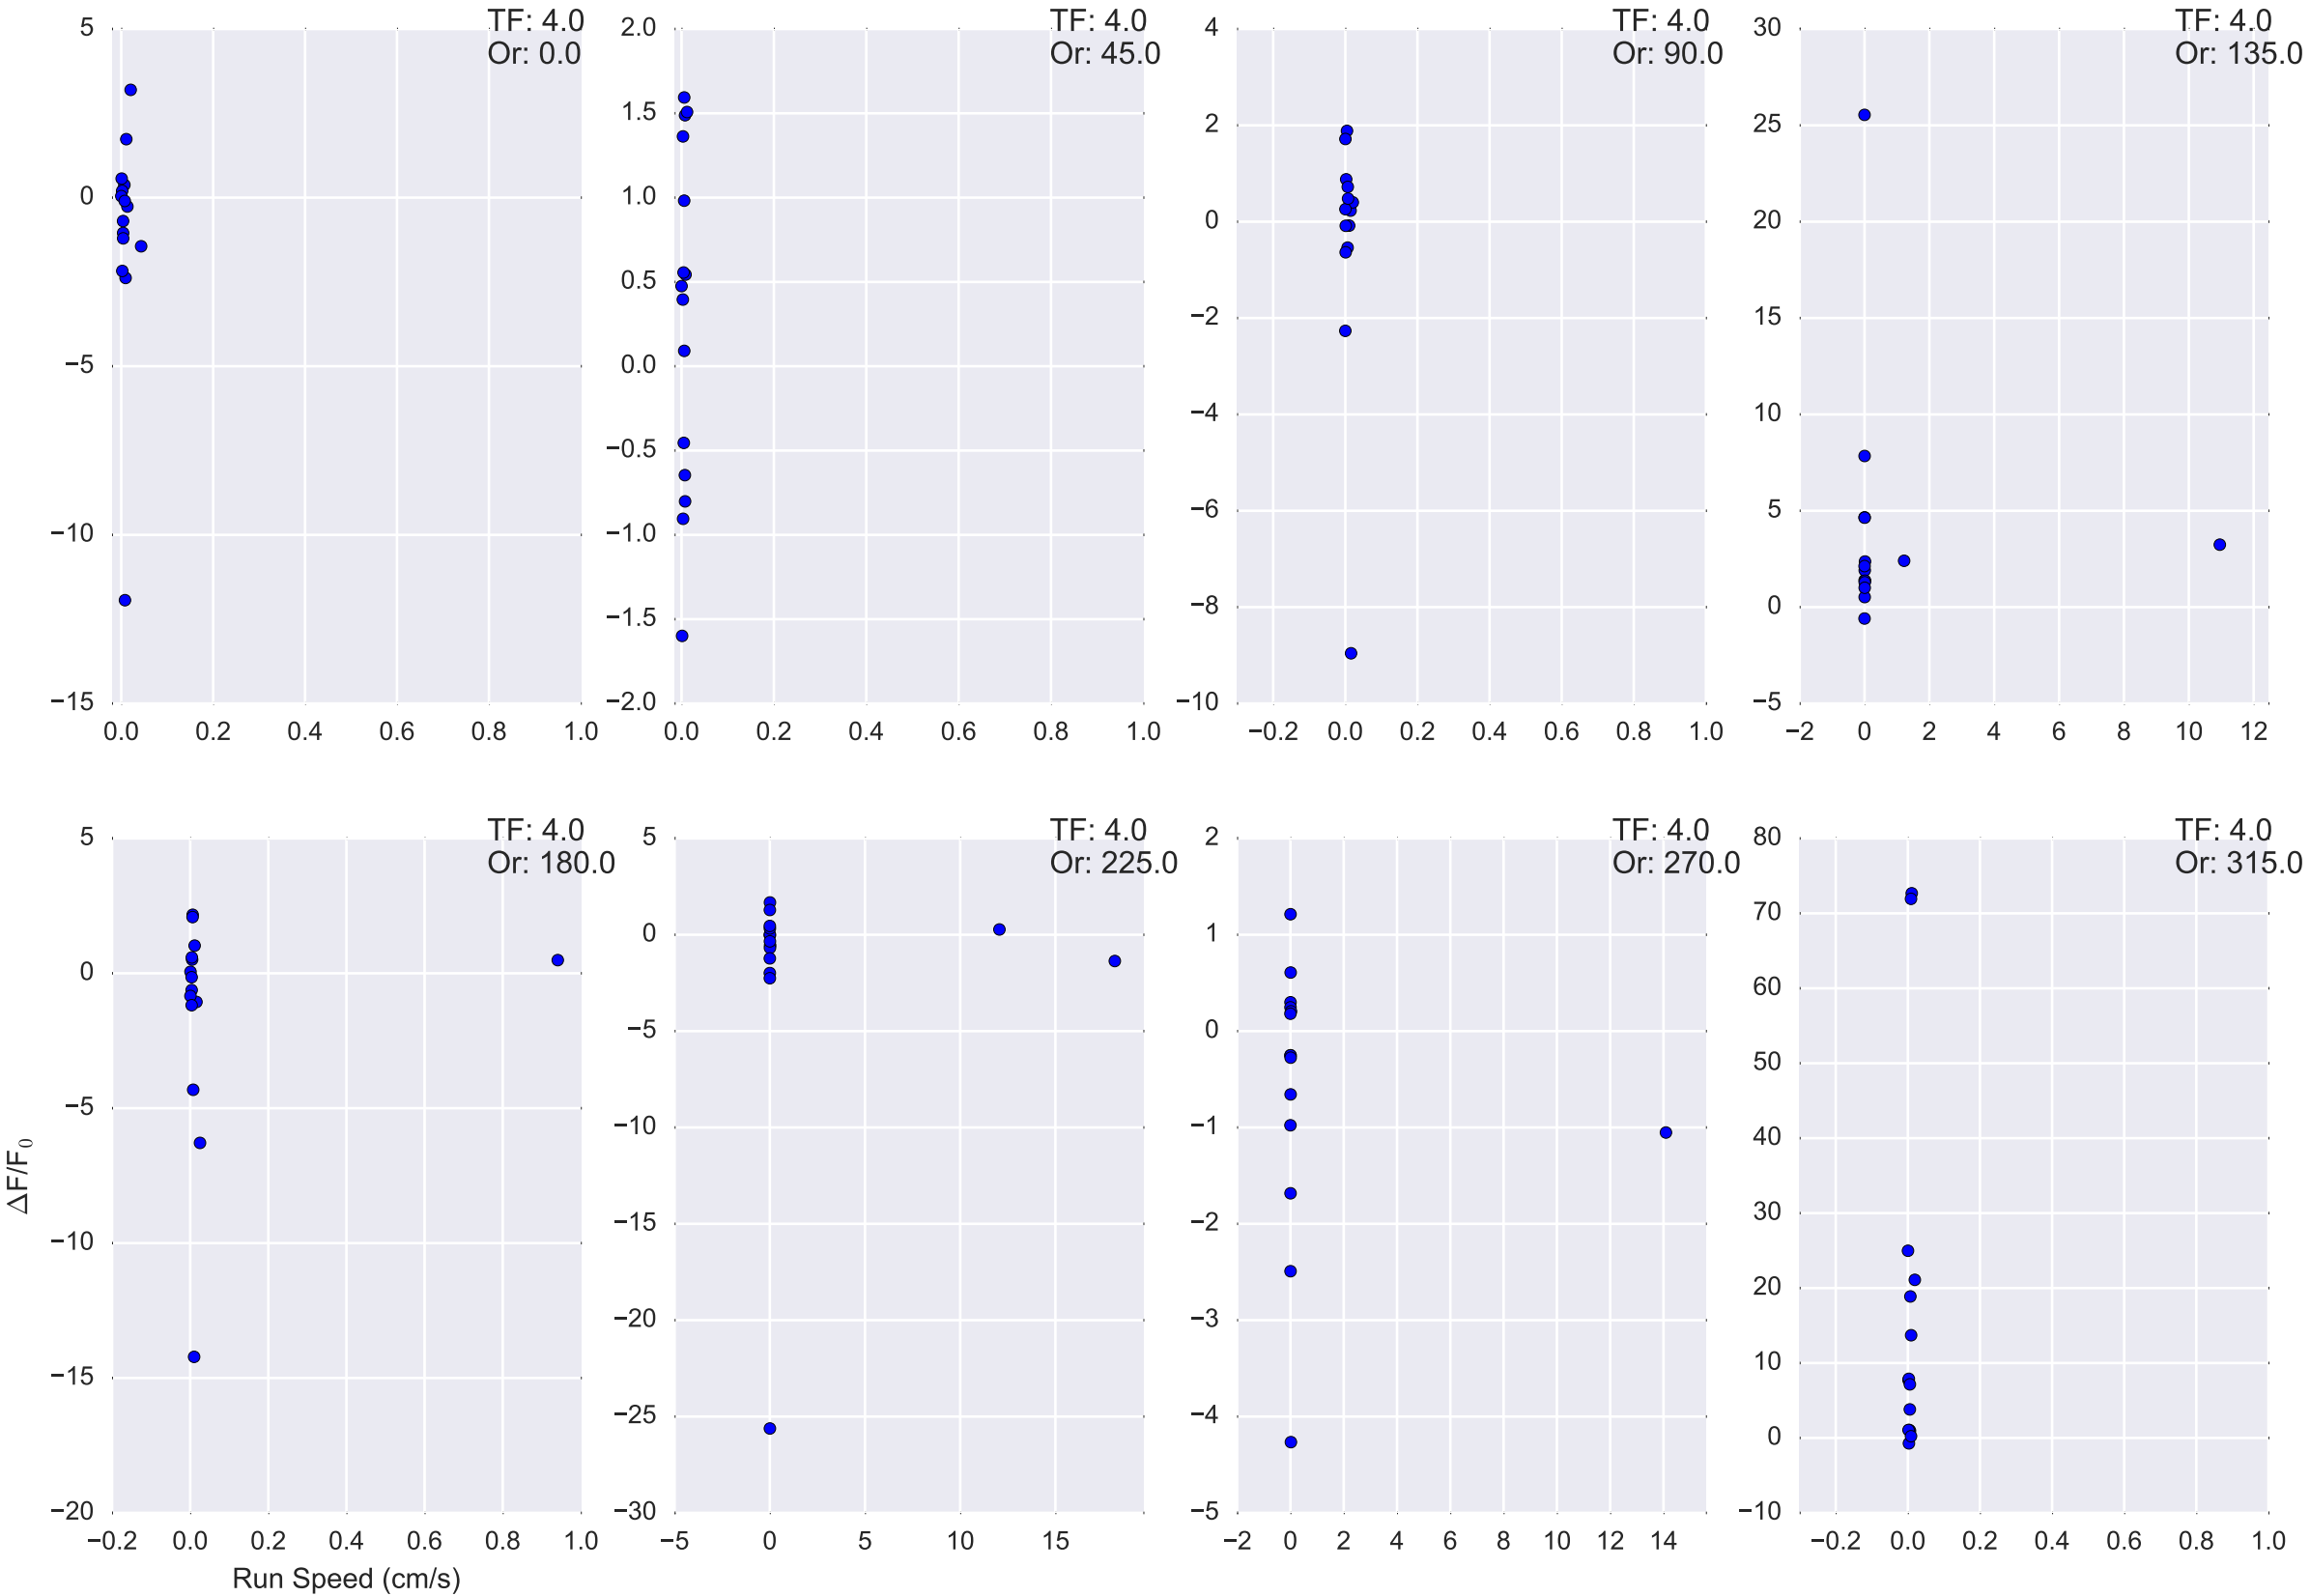 TF: 4.0
Or: 0.0
5
0
−5
−10
−15
0.0 0.2 0.4 0.6 0.8 1.0
TF: 4.0
Or: 45.0
2.0
1.5
1.0
0.5
0.0
−0.5
−1.0
−1.5
−2.0
0.0 0.2 0.4 0.6 0.8 1.0
TF: 4.0
Or: 90.0
4
2
0
−2
−4
−6
−8
−10
−0.2 0.0 0.2 0.4 0.6 0.8 1.0
TF: 4.0
Or: 135.0
30
25
20
15
10
5
0
−5
−2 0 2 4 6 8 10 12
TF: 4.0
Or: 180.0
5
0
−5
−10
−15
−20
−0.2 0.0 0.2 0.4 0.6 0.8 1.0
Run Speed (cm/s)
ΔF/F₀
TF: 4.0
Or: 225.0
5
0
−5
−10
−15
−20
−25
−30
−5 0 5 10 15
TF: 4.0
Or: 270.0
2
1
0
−1
−2
−3
−4
−5
−2 0 2 4 6 8 10 12 14
TF: 4.0
Or: 315.0
80
70
60
50
40
30
20
10
0
−10
−0.2 0.0 0.2 0.4 0.6 0.8 1.0